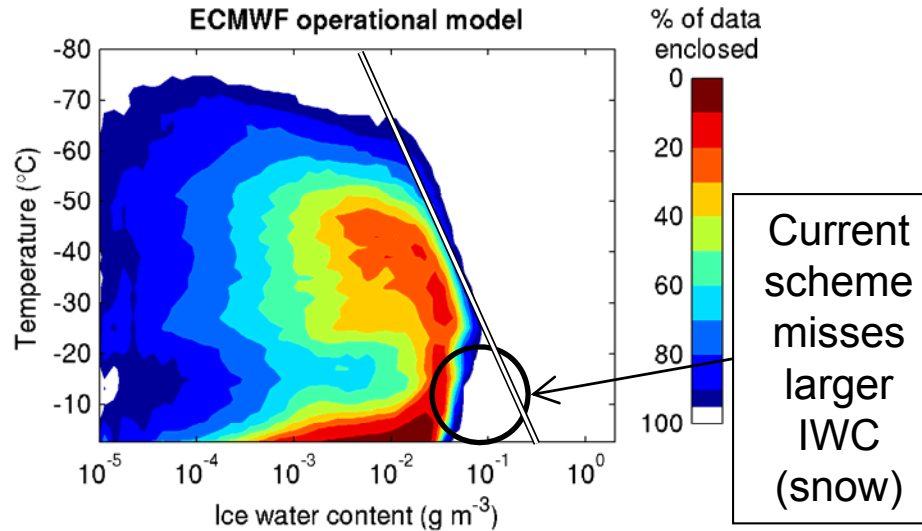 ECMWF operational model
% of data
enclosed
-80
-70
-60
-50
-40
-30
-20
-10
Temperature (°C)
10⁻⁵
10⁻⁴
10⁻³
10⁻²
10⁻¹
10⁰
Ice water content (g m⁻³)
0
20
40
60
80
100
Current
scheme
misses
larger
IWC
(snow)